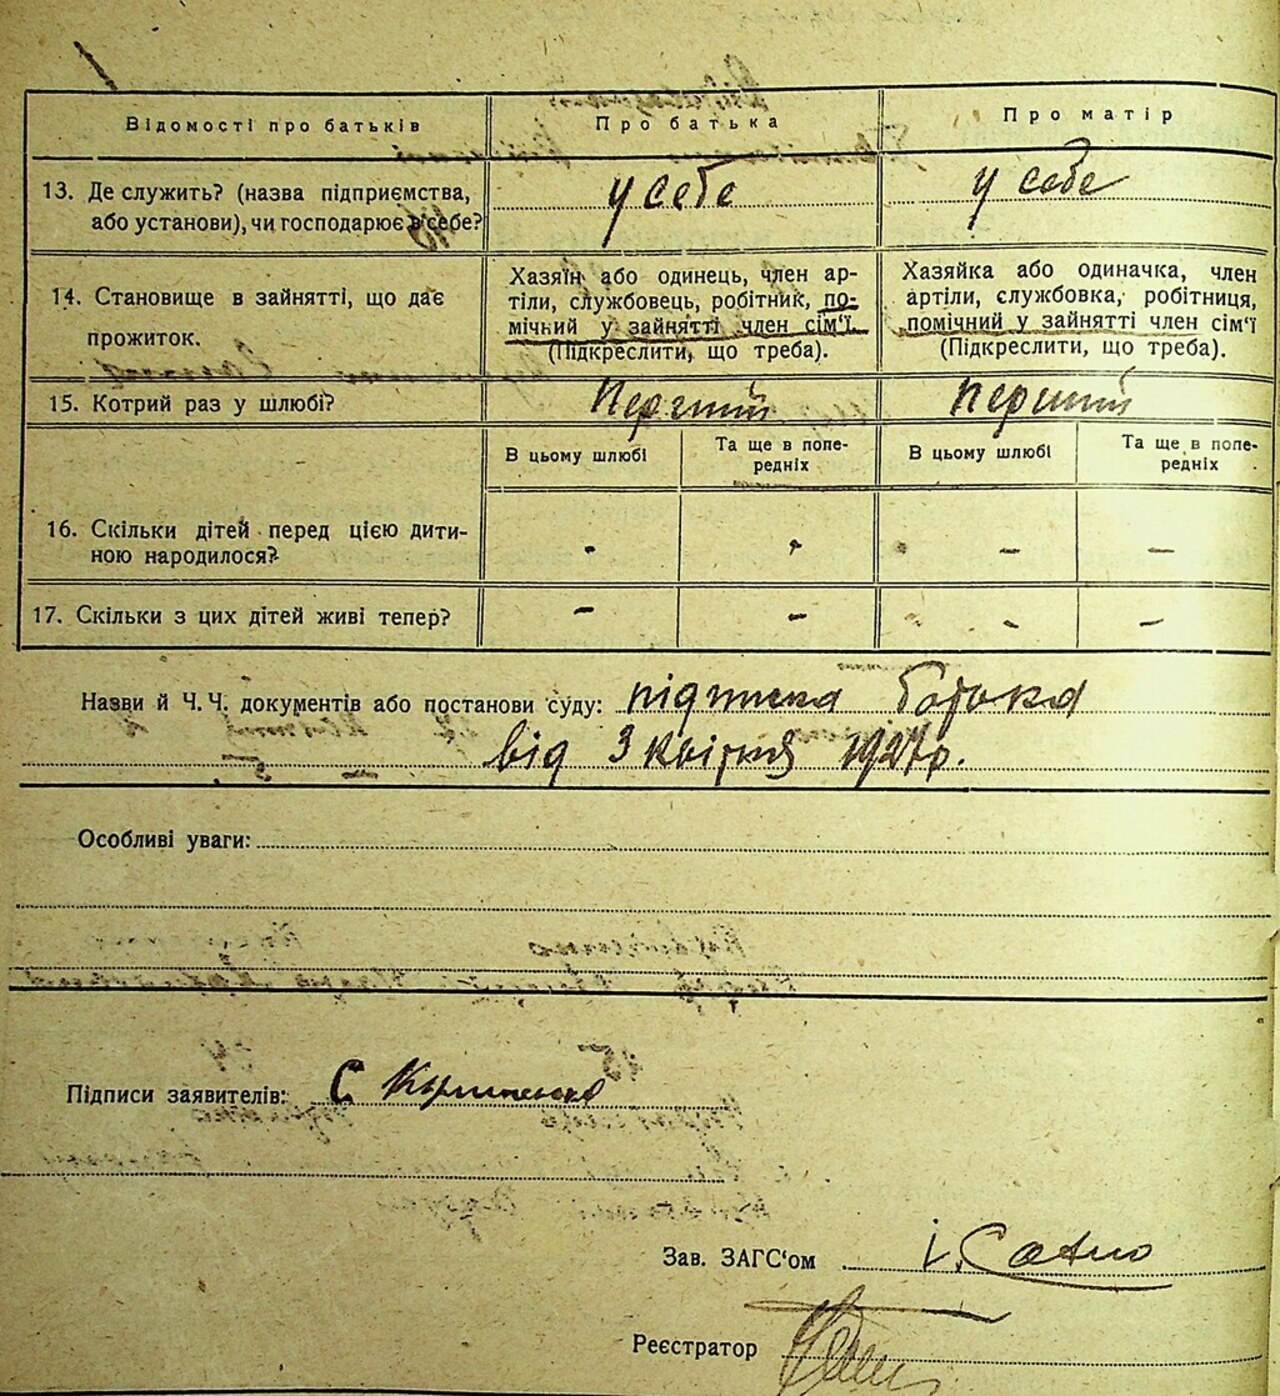 Відомості про батьків
Про батька
Про матір
13. Де служить? (назва підприємства,
або установи), чи господарює в себе?
у себе
у себе
14. Становище в зайнятті, що дає
прожиток.
Хазяїн або одинець, член ар-
тілі, службовець, робітник, по-
мічний у зайнятті член сім'ї.
(Підкреслити, що треба).
Хазяйка або одиначка, член
артілі, службовка, робітниця,
помічний у зайнятті член сім'ї
(Підкреслити, що треба).
15. Котрий раз у шлюбі?
Перший
перший
В цьому шлюбі
Та ще в попе-
редніх
В цьому шлюбі
Та ще в попе-
редніх
16. Скільки дітей перед цією дити-
ною народилося?
- - - -
17. Скільки з цих дітей живі тепер?
- - - -
Назви й Ч. Ч. документів або постанови суду: підписка батька
від 3 квітня 1927р.
Особливі уваги:
Підписи заявителів: С
Зав. ЗАГС'ом І.
Реєстратор